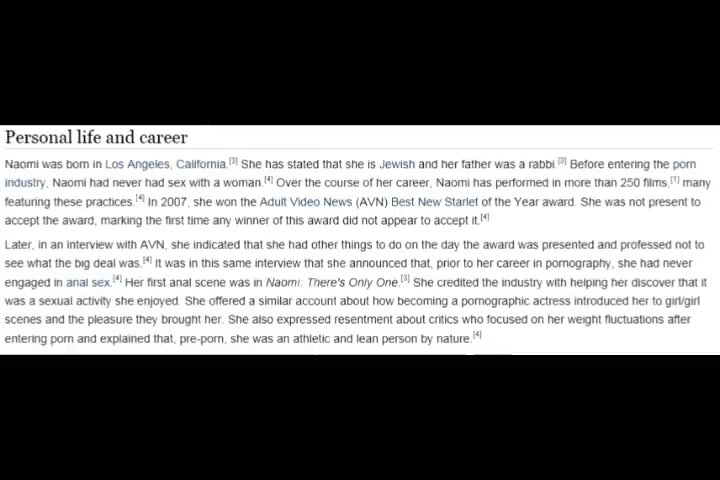 Personal life and career
Naomi was born in Los Angeles, California.[3] She has stated that she is Jewish and her father was a rabbi.[3] Before entering the porn
industry, Naomi had never had sex with a woman.[4] Over the course of her career, Naomi has performed in more than 250 films,[1] many
featuring these practices.[4] In 2007, she won the Adult Video News (AVN) Best New Starlet of the Year award. She was not present to
accept the award, marking the first time any winner of this award did not appear to accept it.[4]
Later, in an interview with AVN, she indicated that she had other things to do on the day the award was presented and professed not to
see what the big deal was.[4] It was in this same interview that she announced that, prior to her career in pornography, she had never
engaged in anal sex.[4] Her first anal scene was in Naomi: There's Only One.[3] She credited the industry with helping her discover that it
was a sexual activity she enjoyed. She offered a similar account about how becoming a pornographic actress introduced her to girl/girl
scenes and the pleasure they brought her. She also expressed resentment about critics who focused on her weight fluctuations after
entering porn and explained that, pre-porn, she was an athletic and lean person by nature.[4]